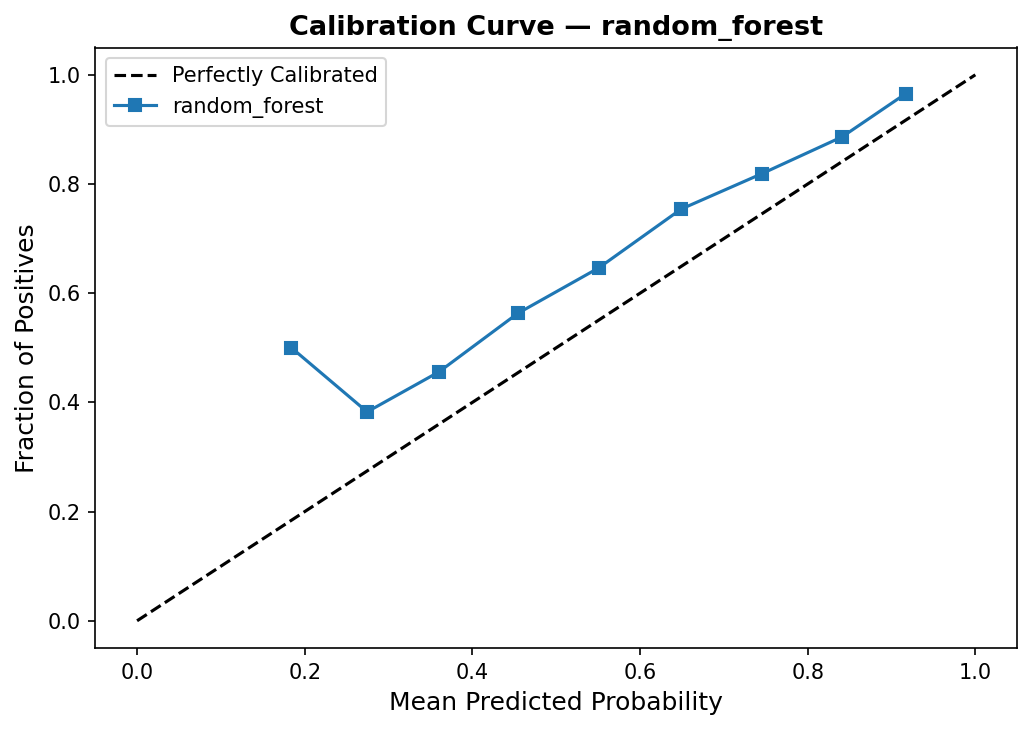 Calibration Curve — random_forest
Perfectly Calibrated
random_forest
Fraction of Positives
1.0
0.8
0.6
0.4
0.2
0.0
0.0 0.2 0.4 0.6 0.8 1.0
Mean Predicted Probability